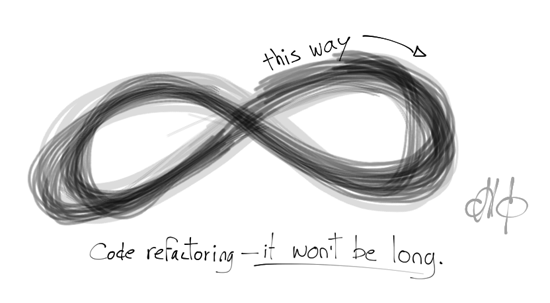 this way
Code refactoring – it won't be long.